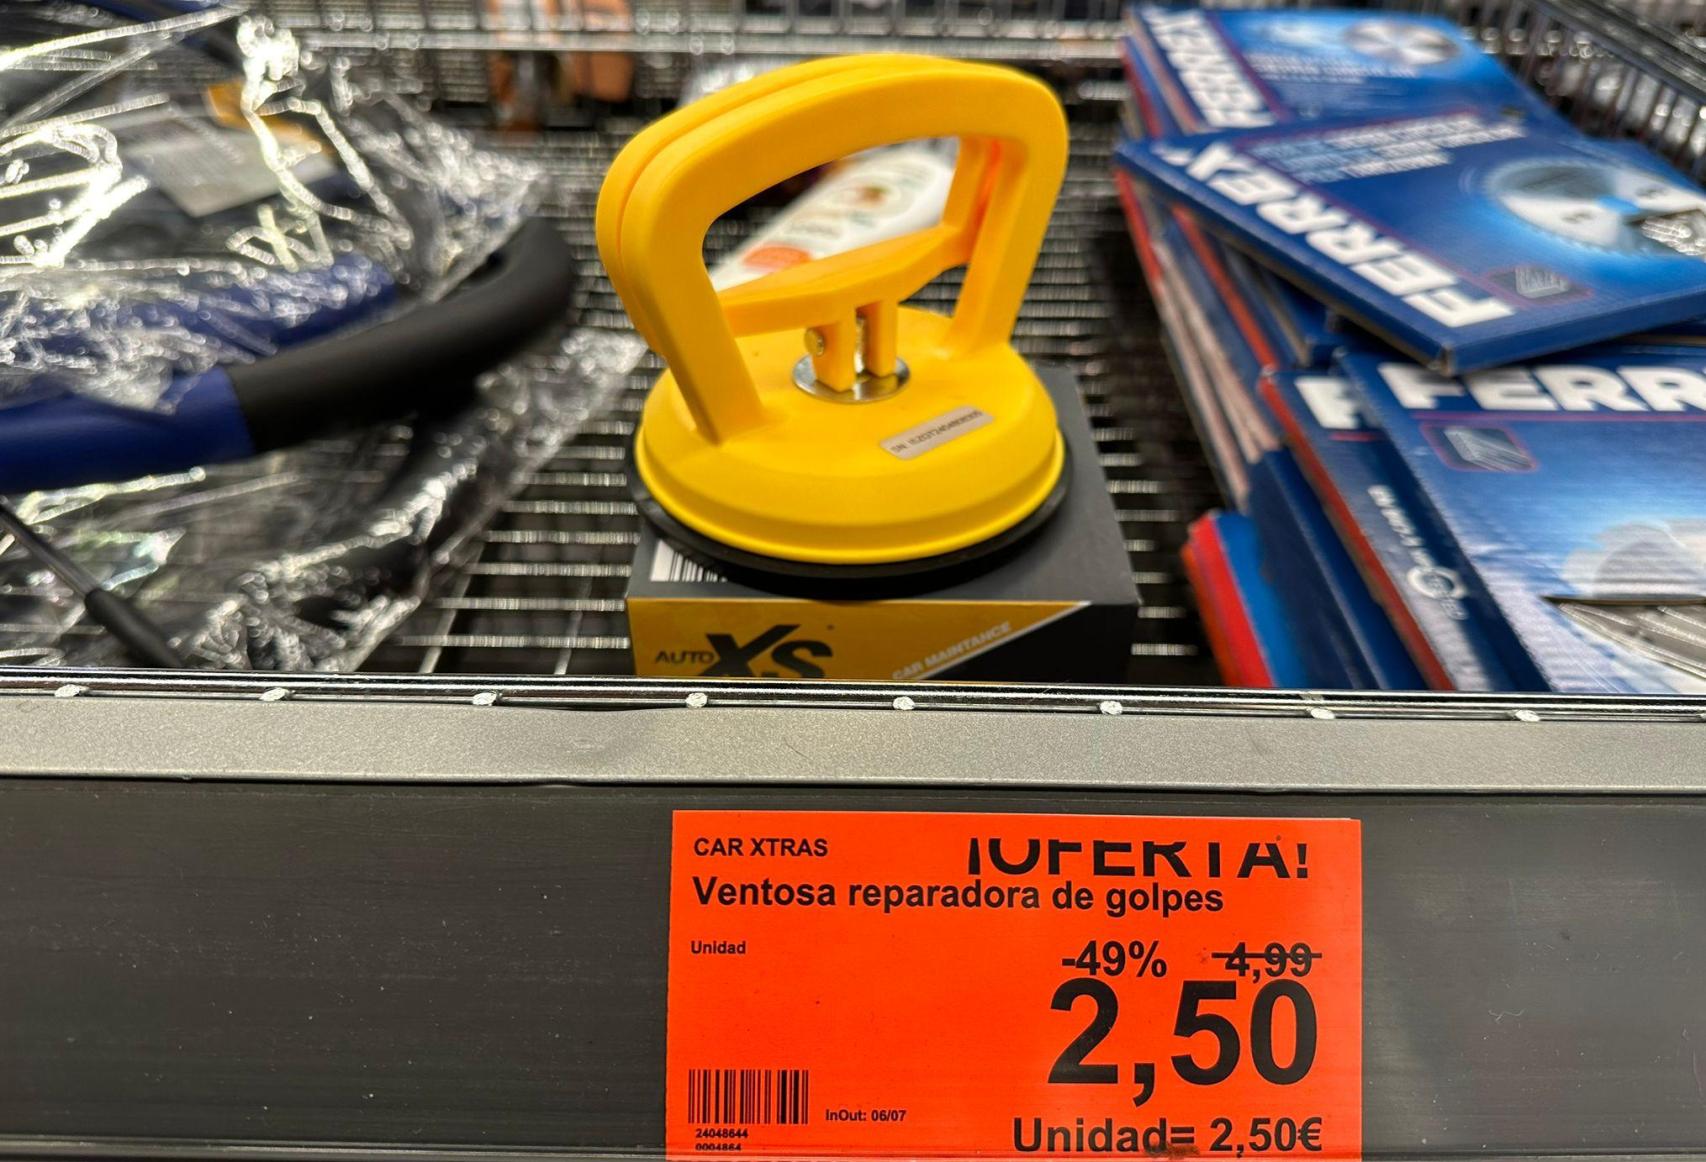 FERREX
FERREX
FERR
AUTO XS
CAR MAINTANCE
CAR XTRAS
¡OFERTA!
Ventosa reparadora de golpes
Unidad
-49% 4,99
2,50
InOut: 06/07
Unidad= 2,50€
24048644
0004864